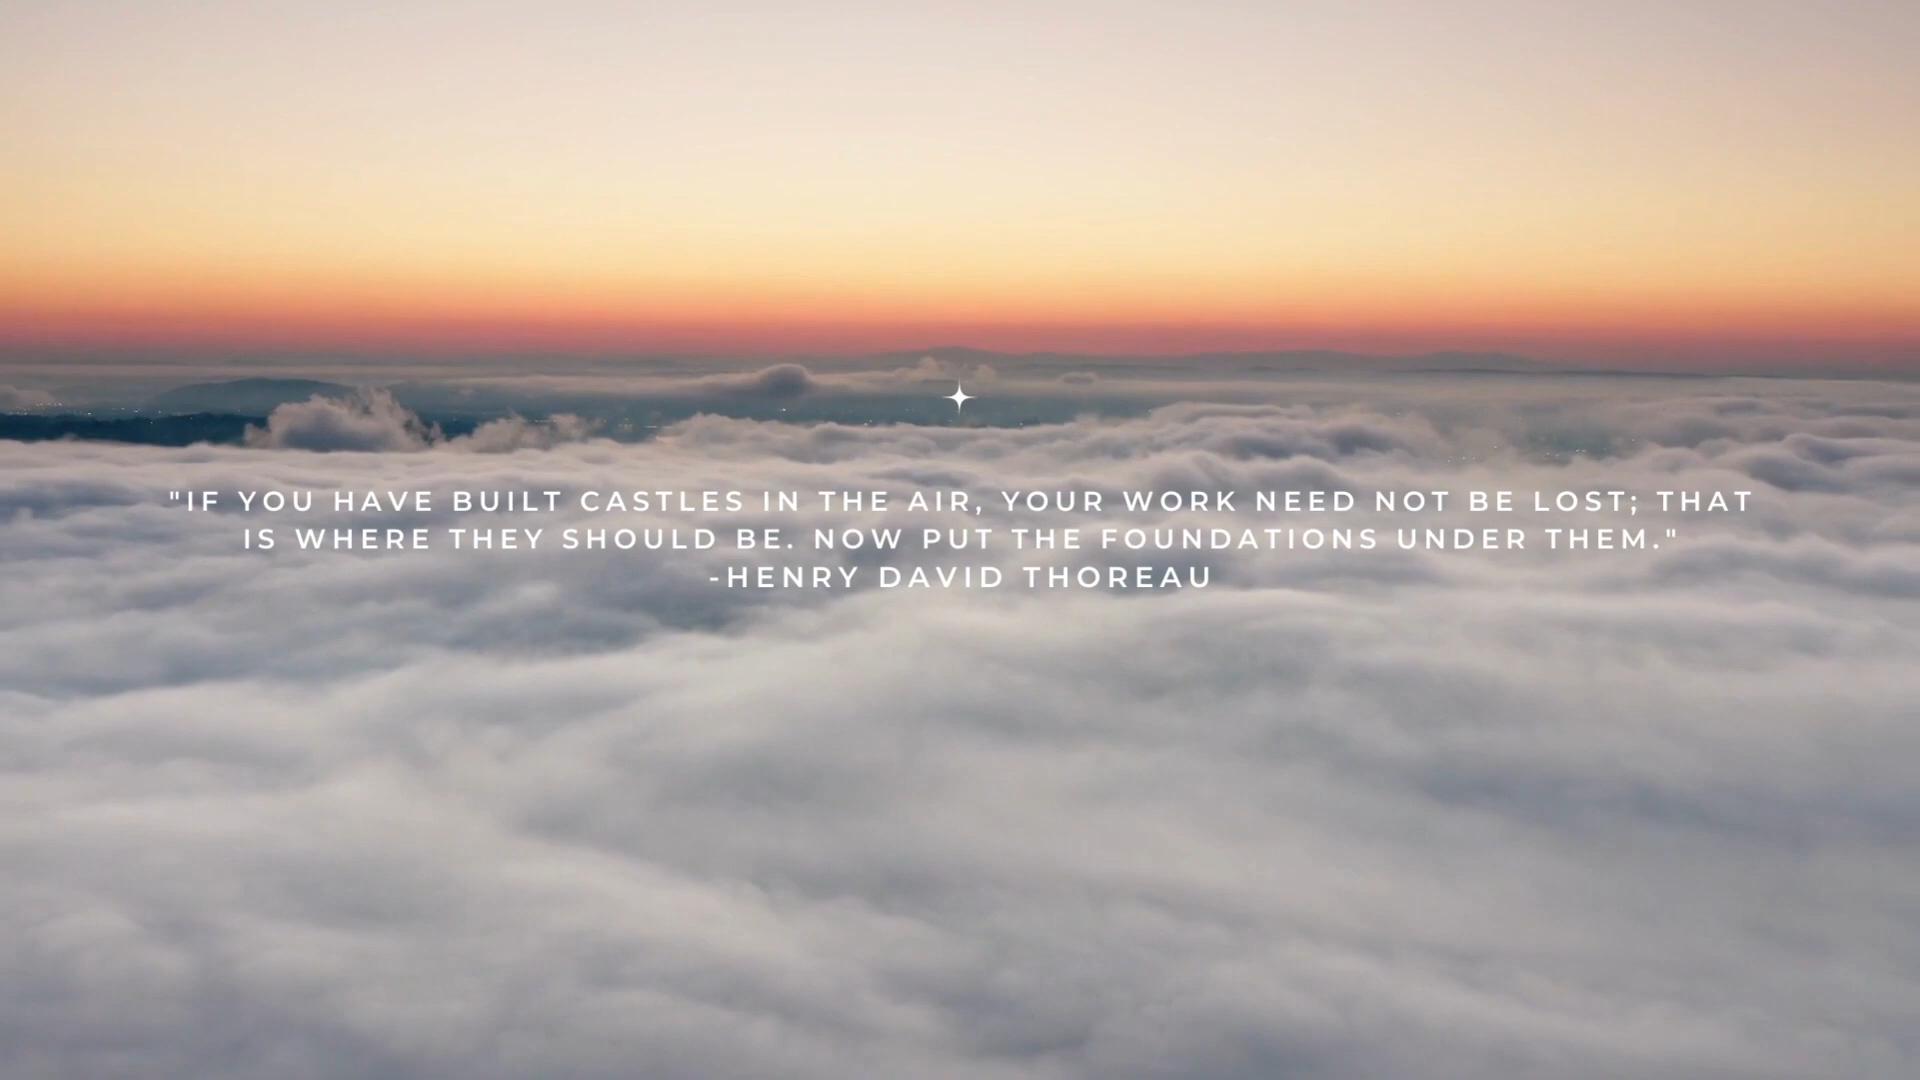 "IF YOU HAVE BUILT CASTLES IN THE AIR, YOUR WORK NEED NOT BE LOST; THAT
IS WHERE THEY SHOULD BE. NOW PUT THE FOUNDATIONS UNDER THEM."
-HENRY DAVID THOREAU